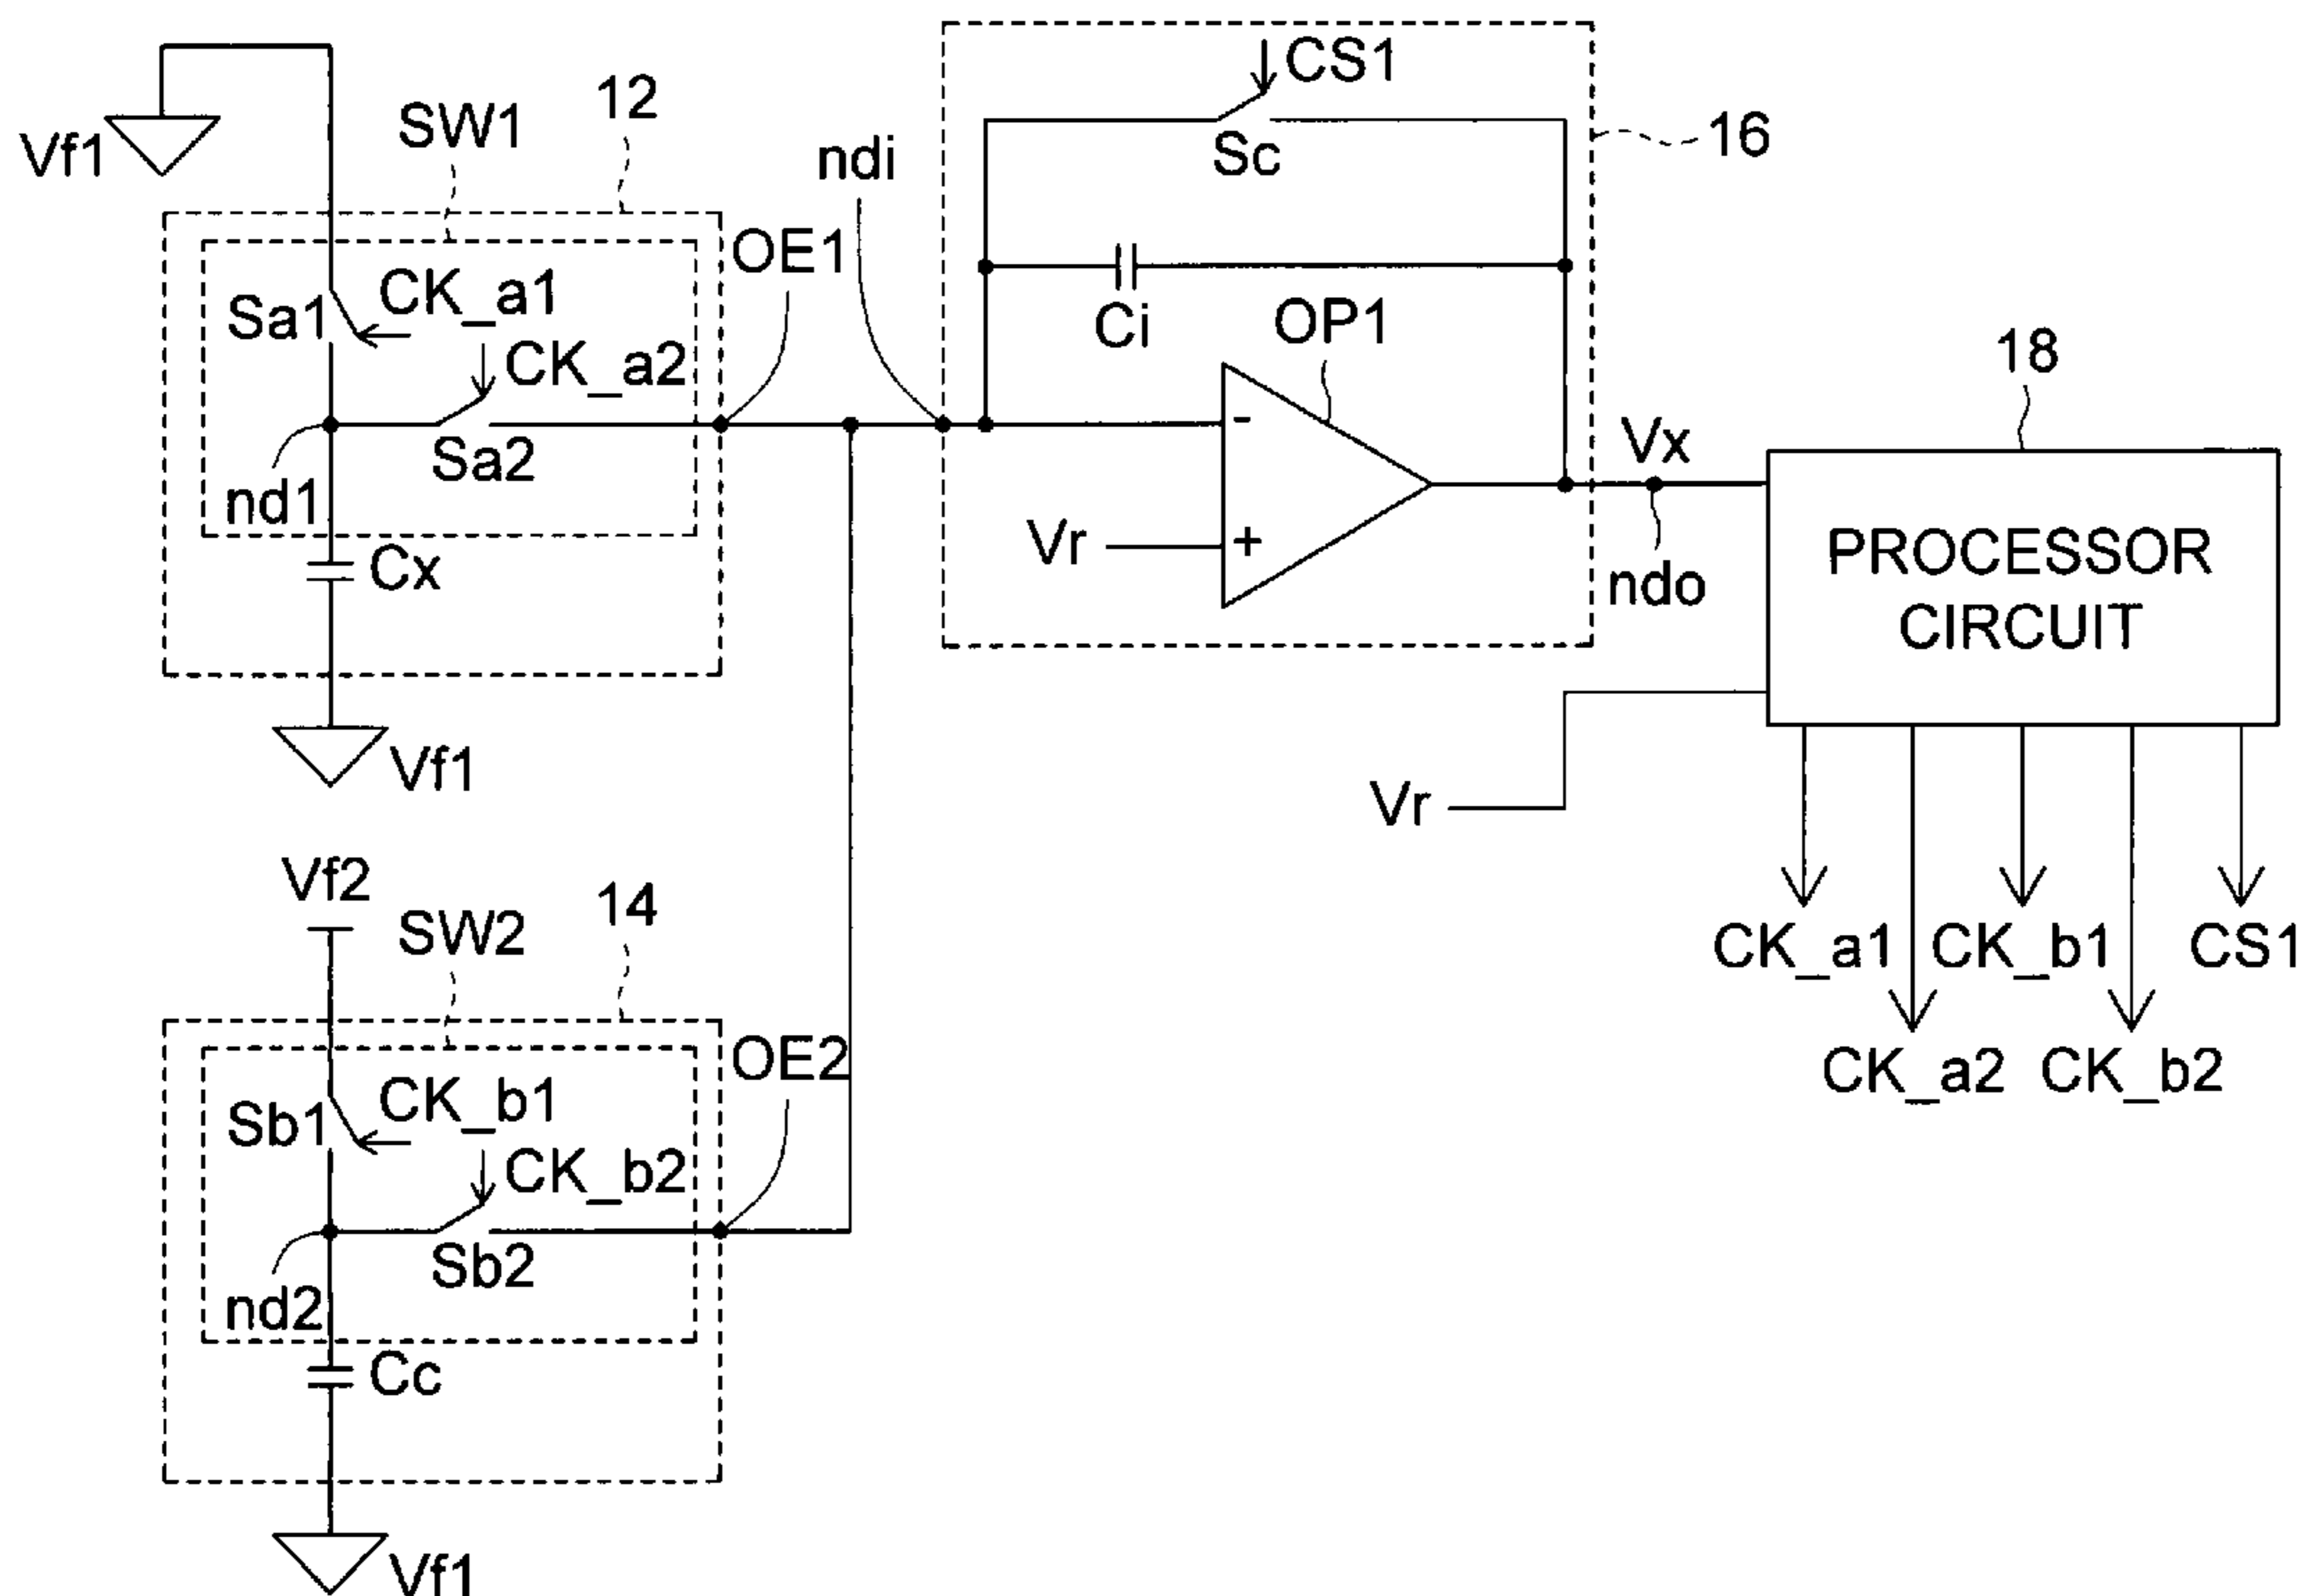 Vf1
SW1
12
Sa1
CK_a1
CK_a2
Sa2
nd1
Cx
Vf1
OE1
ndi
CS1
Sc
16
Ci
OP1
-
+
Vr
Vx
ndo
18
PROCESSOR
CIRCUIT
Vr
CK_a1
CK_b1
CS1
CK_a2
CK_b2
Vf2
SW2
14
Sb1
CK_b1
CK_b2
Sb2
nd2
Cc
OE2
Vf1